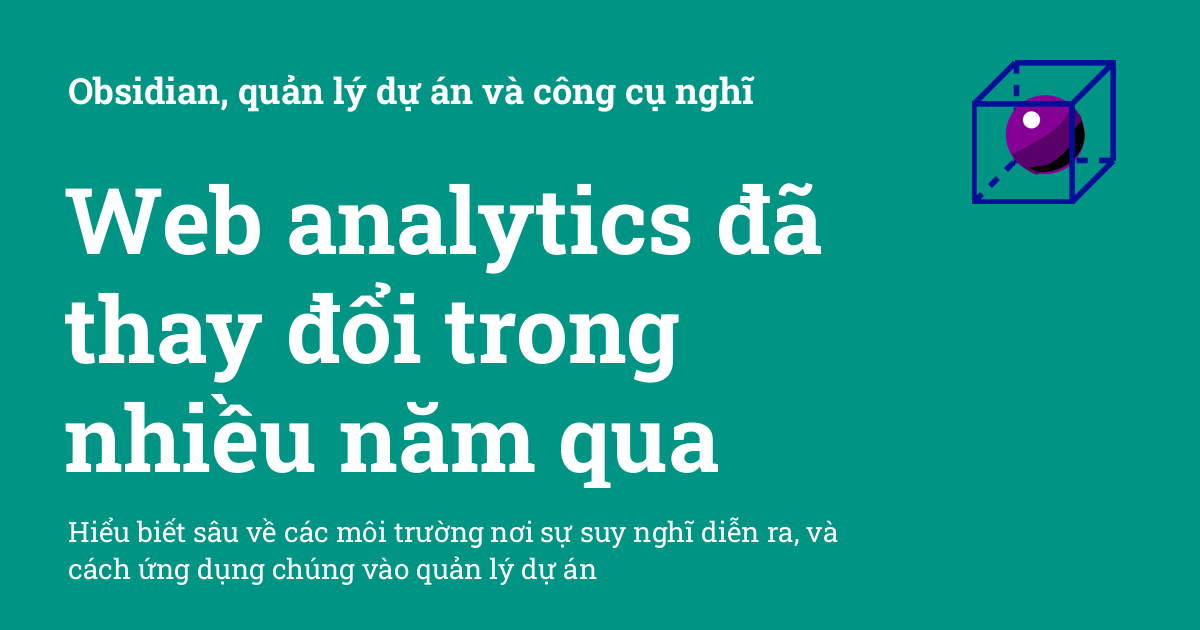 Obsidian, quản lý dự án và công cụ nghĩ
Web analytics đã
thay đổi trong
nhiều năm qua
Hiểu biết sâu về các môi trường nơi sự suy nghĩ diễn ra, và
cách ứng dụng chúng vào quản lý dự án